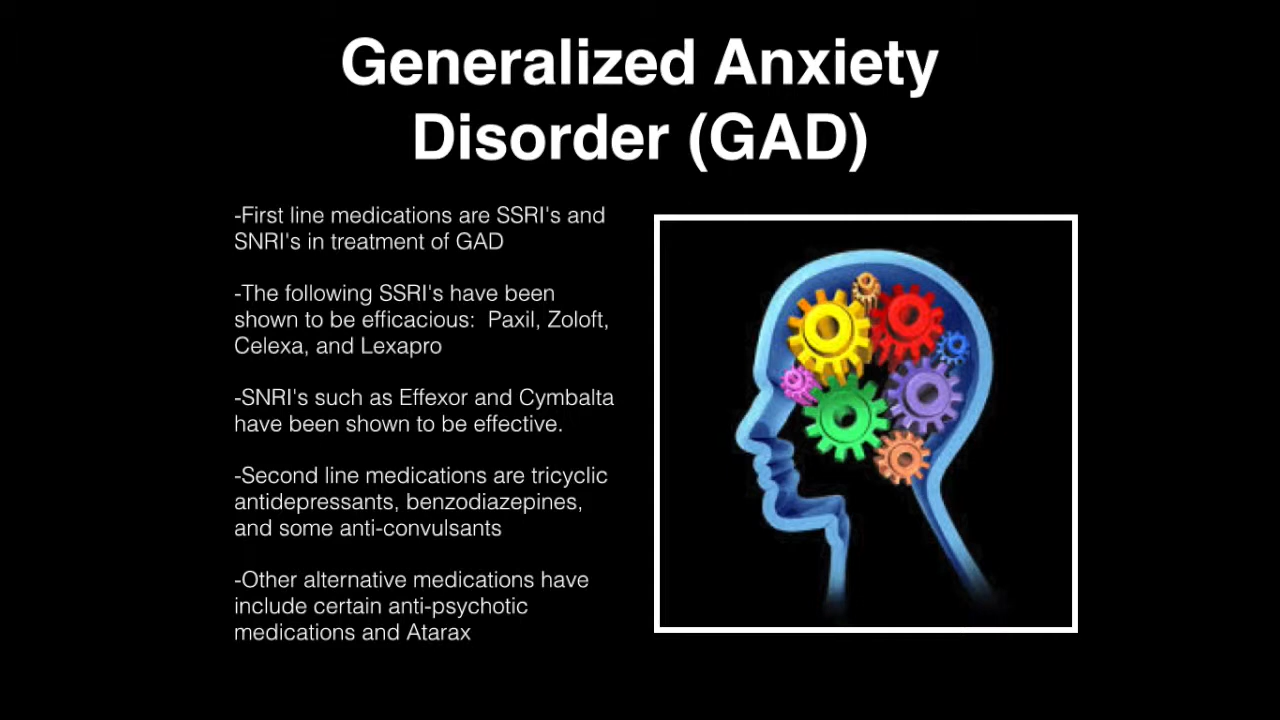 Generalized Anxiety
Disorder (GAD)
-First line medications are SSRI's and
SNRI's in treatment of GAD
-The following SSRI's have been
shown to be efficacious:  Paxil, Zoloft,
Celexa, and Lexapro
-SNRI's such as Effexor and Cymbalta
have been shown to be effective.
-Second line medications are tricyclic
antidepressants, benzodiazepines,
and some anti-convulsants
-Other alternative medications have
include certain anti-psychotic
medications and Atarax